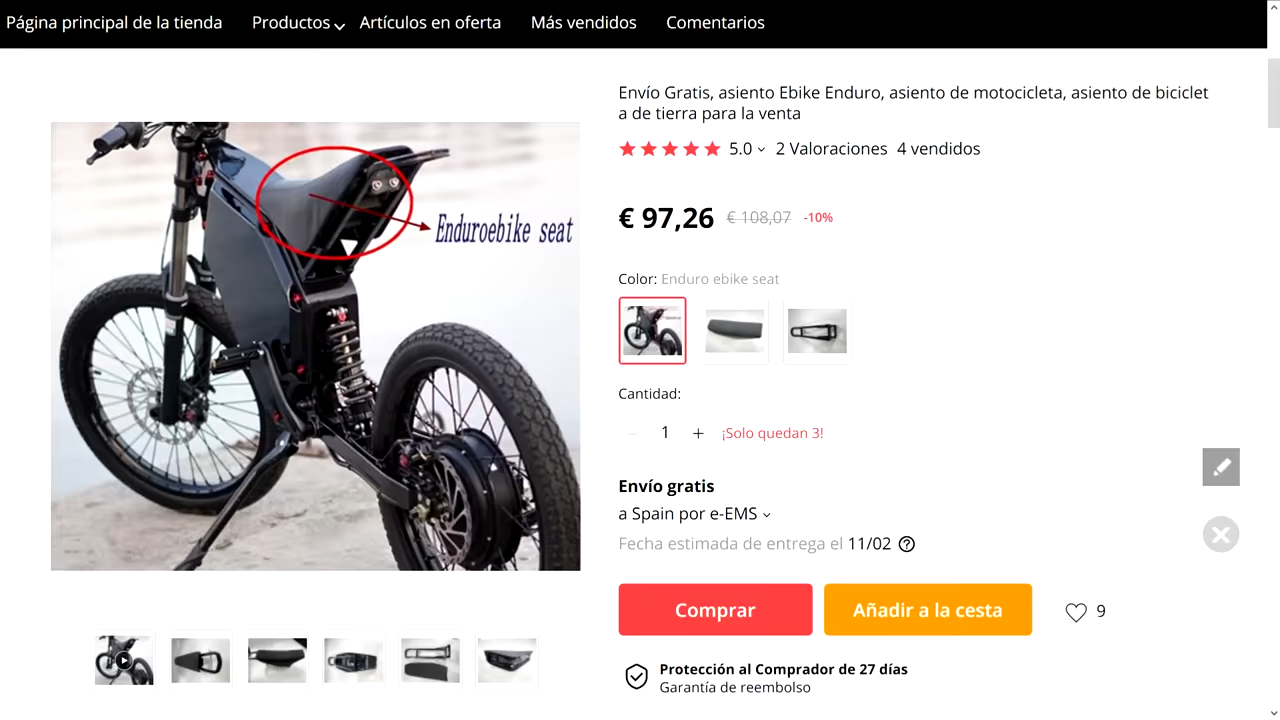 Página principal de la tienda Productos Artículos en oferta Más vendidos Comentarios
Envío Gratis, asiento Ebike Enduro, asiento de motocicleta, asiento de biciclet
a de tierra para la venta
5.0 2 Valoraciones 4 vendidos
Enduroebike seat
€ 97,26 € 108,07 -10%
Color: Enduro ebike seat
Cantidad:
− 1 + ¡Solo quedan 3!
Envío gratis
a Spain por e-EMS
Fecha estimada de entrega el 11/02 ?
Comprar Añadir a la cesta 9
Protección al Comprador de 27 días
Garantía de reembolso